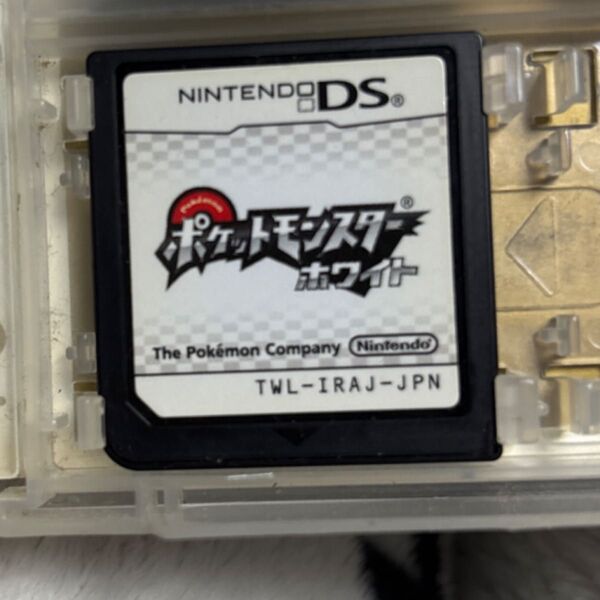 NINTENDO DS®
Pokémon
ポケットモンスター®
ホワイト
The Pokémon Company Nintendo®
TWL-IRAJ-JPN